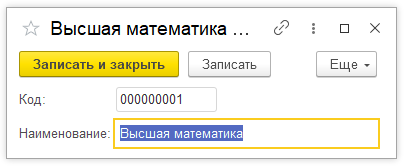 Высшая математика ...
Записать и закрыть Записать Еще
Код: 000000001
Наименование: Высшая математика